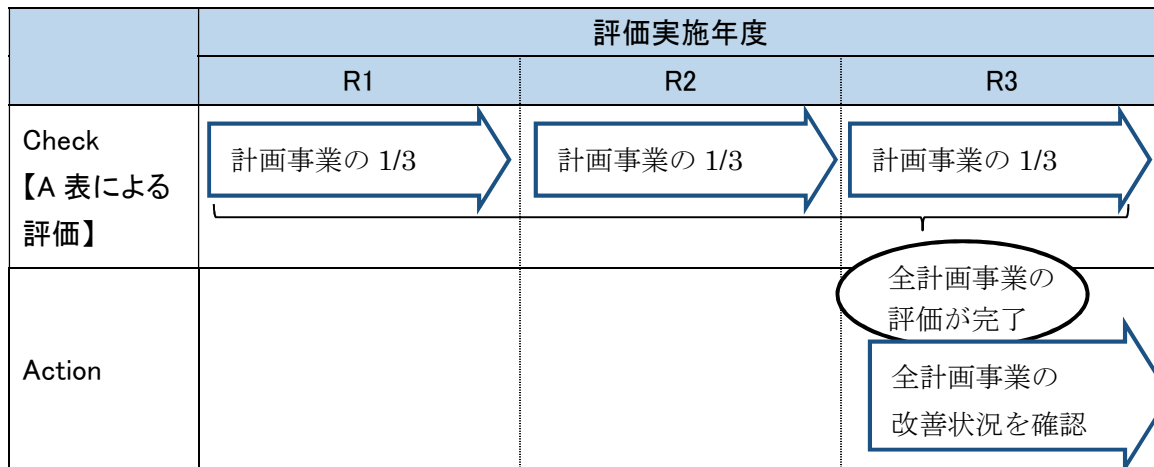 評価実施年度
R1 R2 R3
Check
【A 表による
評価】
計画事業の 1/3 計画事業の 1/3 計画事業の 1/3
全計画事業の
評価が完了
Action
全計画事業の
改善状況を確認